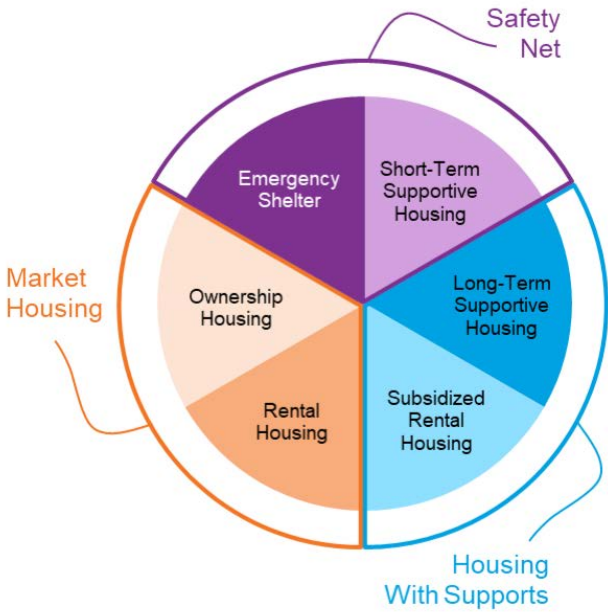 Safety
Net
Emergency
Shelter
Short-Term
Supportive
Housing
Market
Housing
Ownership
Housing
Long-Term
Supportive
Housing
Rental
Housing
Subsidized
Rental
Housing
Housing
With Supports